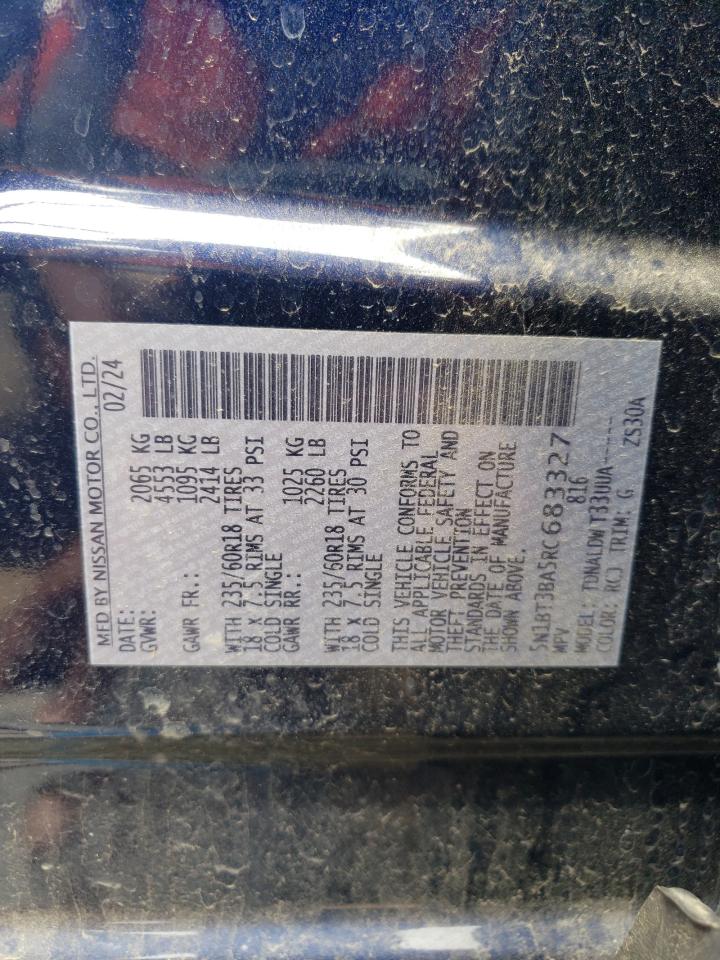 MFD BY NISSAN MOTOR CO., LTD.
DATE: 02/24
GVWR: 2065 KG
4553 LB
GAWR FR.: 1095 KG
2414 LB
WITH 235/60R18 TIRES
18 X 7.5 RIMS AT 33 PSI
COLD SINGLE
GAWR RR.: 1025 KG
2260 LB
WITH 235/60R18 TIRES
18 X 7.5 RIMS AT 30 PSI
COLD SINGLE
THIS VEHICLE CONFORMS TO
ALL APPLICABLE FEDERAL
MOTOR VEHICLE SAFETY AND
THEFT PREVENTION
STANDARDS IN EFFECT ON
THE DATE OF MANUFACTURE
SHOWN ABOVE.
5N1BT3BA5RC683327
MPV 816
MODEL: TDNALDWT33UUA-----
COLOR: RCJ TRIM: G ZS30A